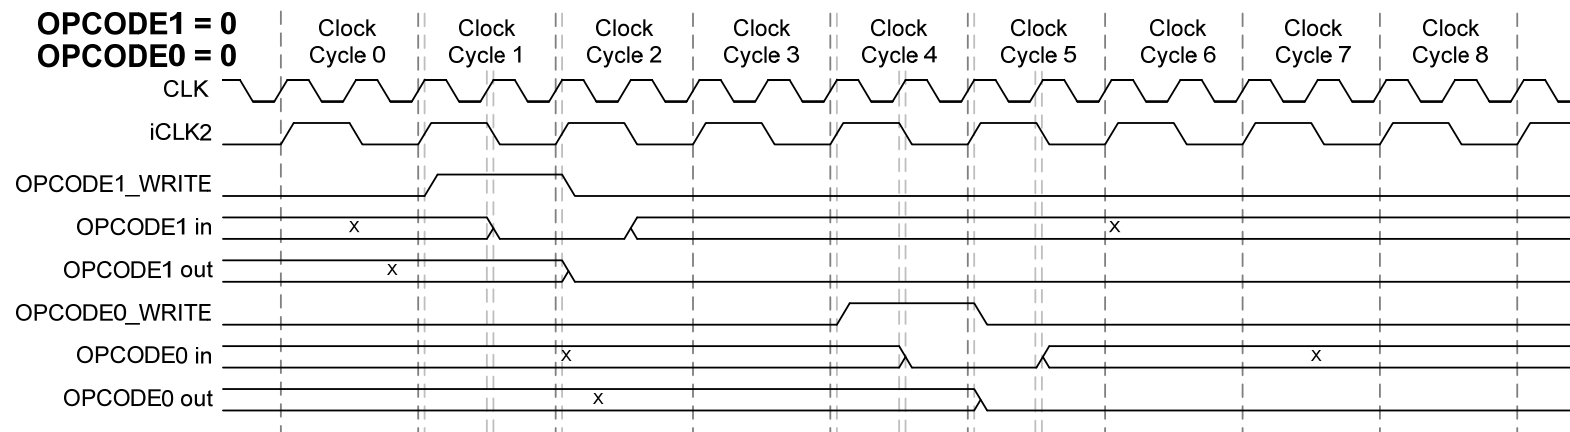 OPCODE1 = 0
OPCODE0 = 0
Clock Cycle 0
Clock Cycle 1
Clock Cycle 2
Clock Cycle 3
Clock Cycle 4
Clock Cycle 5
Clock Cycle 6
Clock Cycle 7
Clock Cycle 8
CLK
iCLK2
OPCODE1_WRITE
OPCODE1 in
x
x
OPCODE1 out
x
OPCODE0_WRITE
OPCODE0 in
x
x
OPCODE0 out
x